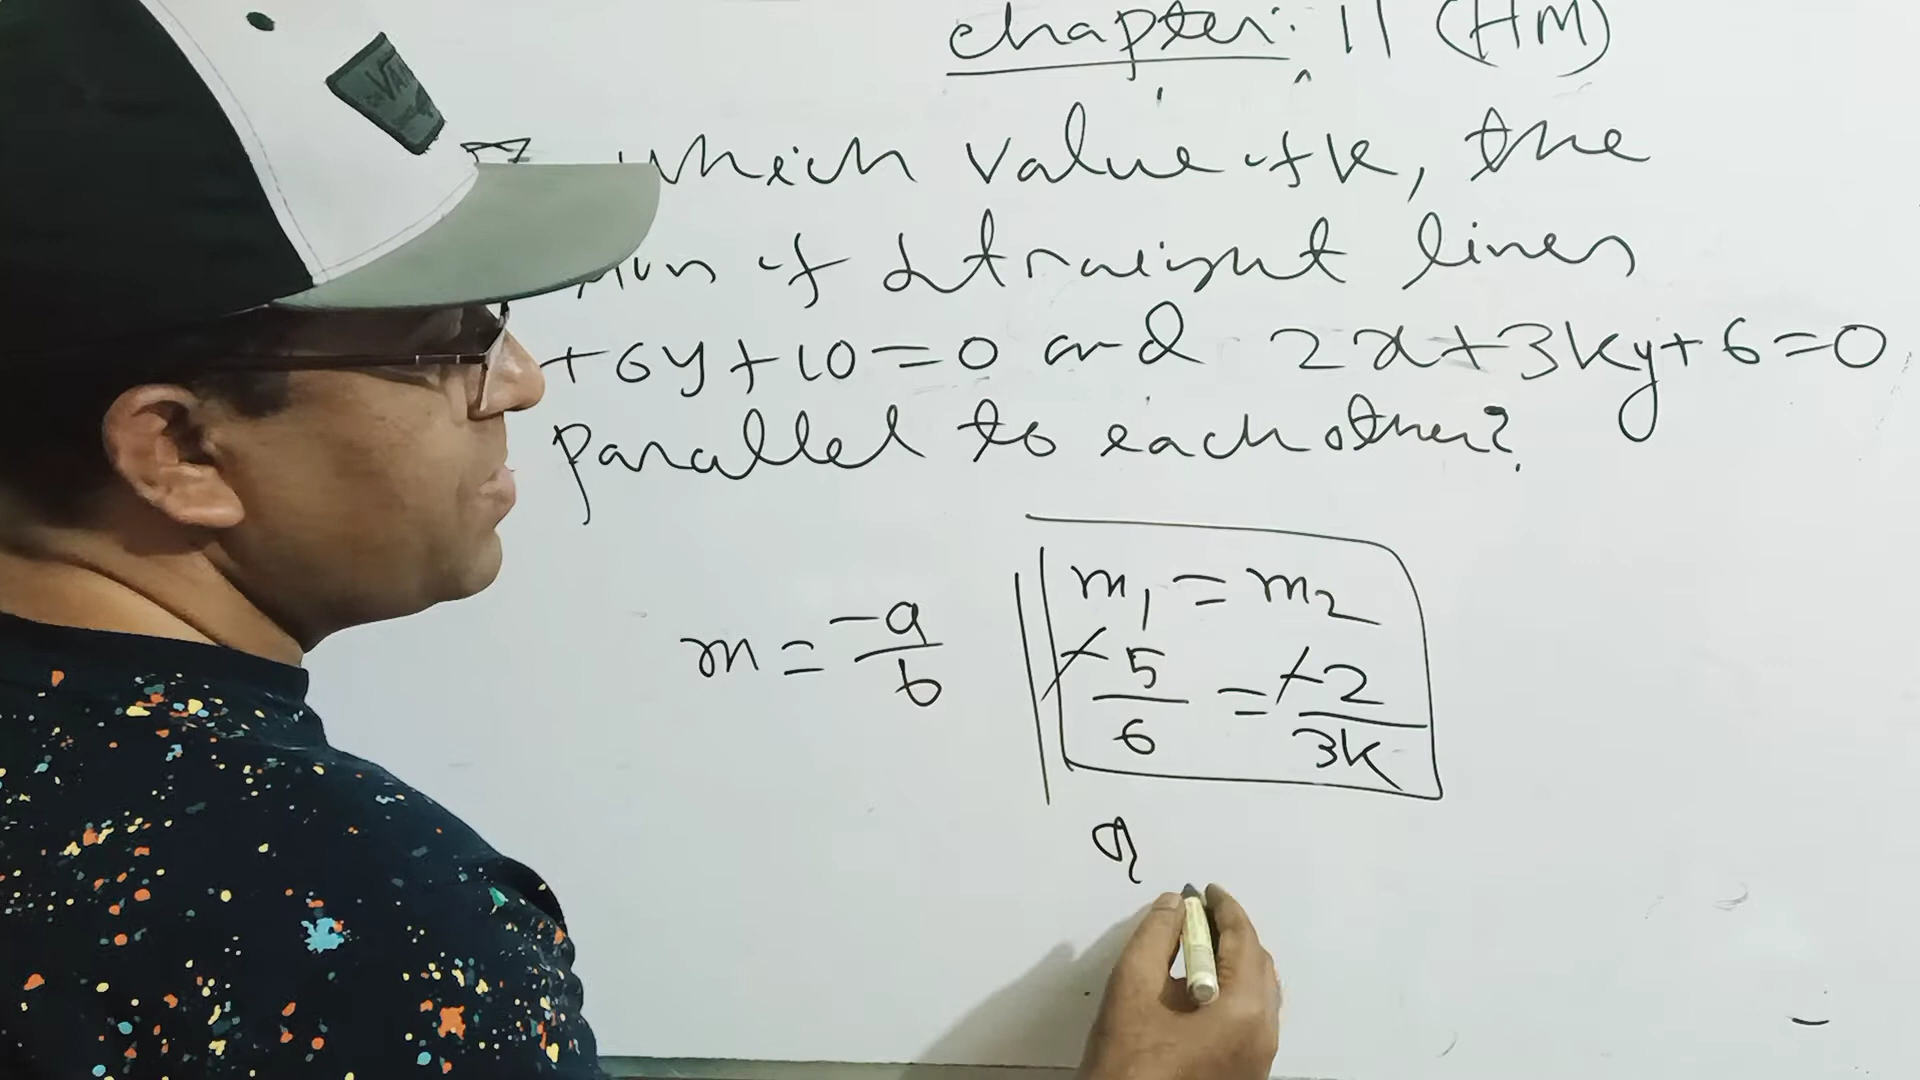 chapter: 11 (HM)
which value of k, the
of straight lines
+6y+10=0 and 2x+3ky+6=0
parallel to each other?
m = -a/b
m₁ = m₂
-5/6 = -2/3k